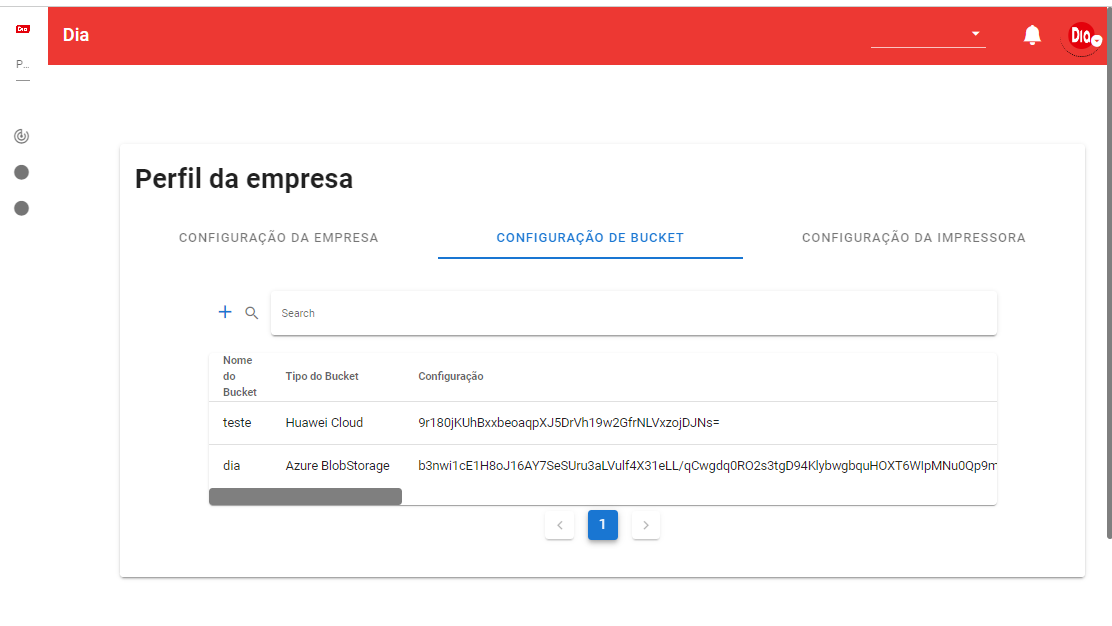 Dia
Dia
Dia
P...
Perfil da empresa
CONFIGURAÇÃO DA EMPRESA
CONFIGURAÇÃO DE BUCKET
CONFIGURAÇÃO DA IMPRESSORA
Search
Nome do Bucket
Tipo do Bucket
Configuração
teste
Huawei Cloud
9r180jKUhBxxbeoaqpXJ5DrVh19w2GfrNLVxzojDJNs=
dia
Azure BlobStorage
b3nwi1cE1H8oJ16AY7SeSUru3aLVulf4X31eLL/qCwgdq0RO2s3tgD94KlybwgbquHOXT6WIpMNu0Qp9m
1